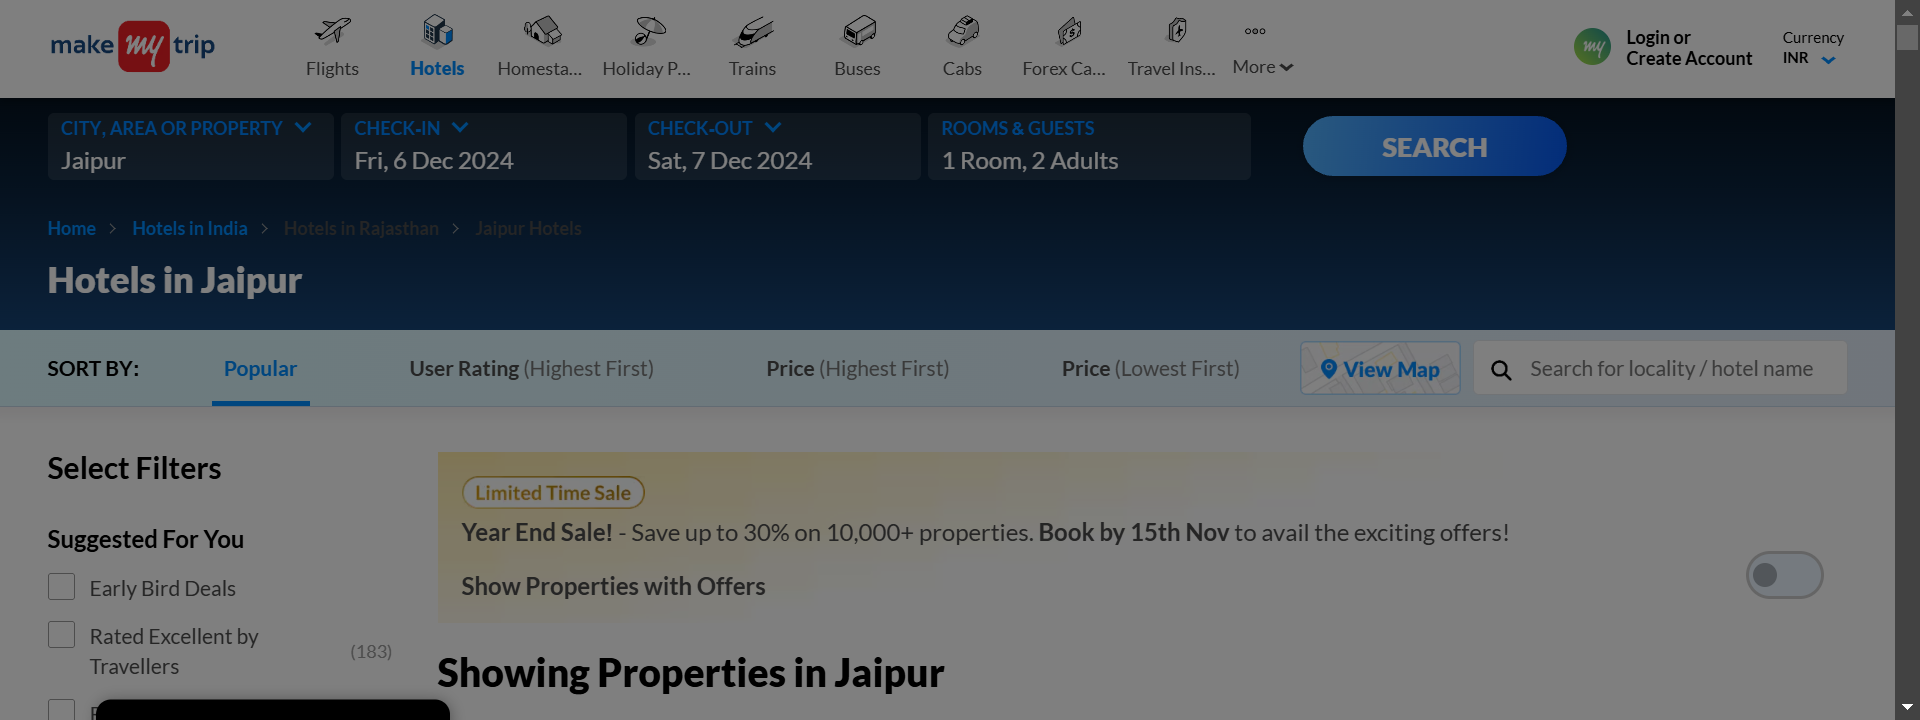 make my trip
Flights
Hotels
Homesta...
Holiday P...
Trains
Buses
Cabs
Forex Ca...
Travel Ins...
More
my
Login or
Create Account
Currency
INR
CITY, AREA OR PROPERTY
Jaipur
CHECK-IN
Fri, 6 Dec 2024
CHECK-OUT
Sat, 7 Dec 2024
ROOMS & GUESTS
1 Room, 2 Adults
SEARCH
Home > Hotels in India > Hotels in Rajasthan > Jaipur Hotels
Hotels in Jaipur
SORT BY: Popular User Rating (Highest First) Price (Highest First) Price (Lowest First) View Map Search for locality / hotel name
Select Filters
Suggested For You
Early Bird Deals
Rated Excellent by
Travellers
(183)
Limited Time Sale
Year End Sale! - Save up to 30% on 10,000+ properties. Book by 15th Nov to avail the exciting offers!
Show Properties with Offers
Showing Properties in Jaipur